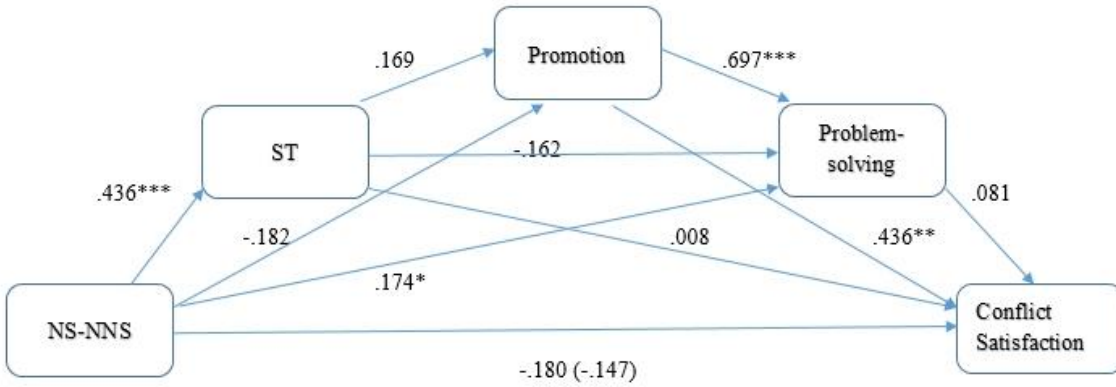 Promotion
.169
.697***
ST
-.162
Problem-
solving
.436***
.081
-.182
.008
.436**
.174*
NS-NNS
Conflict
Satisfaction
-.180 (-.147)